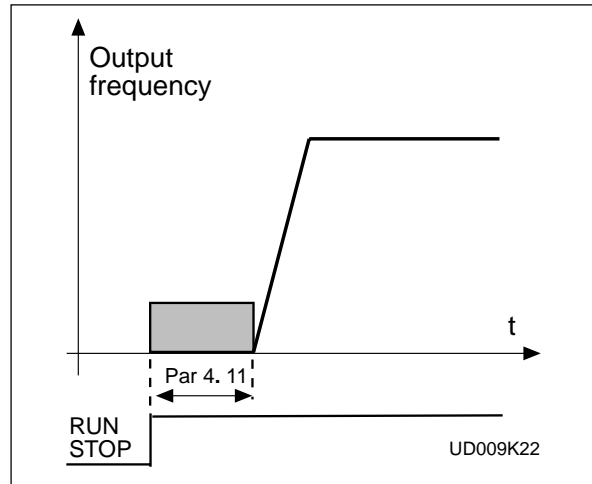 Output
frequency
t
Par 4. 11
RUN
STOP
UD009K22